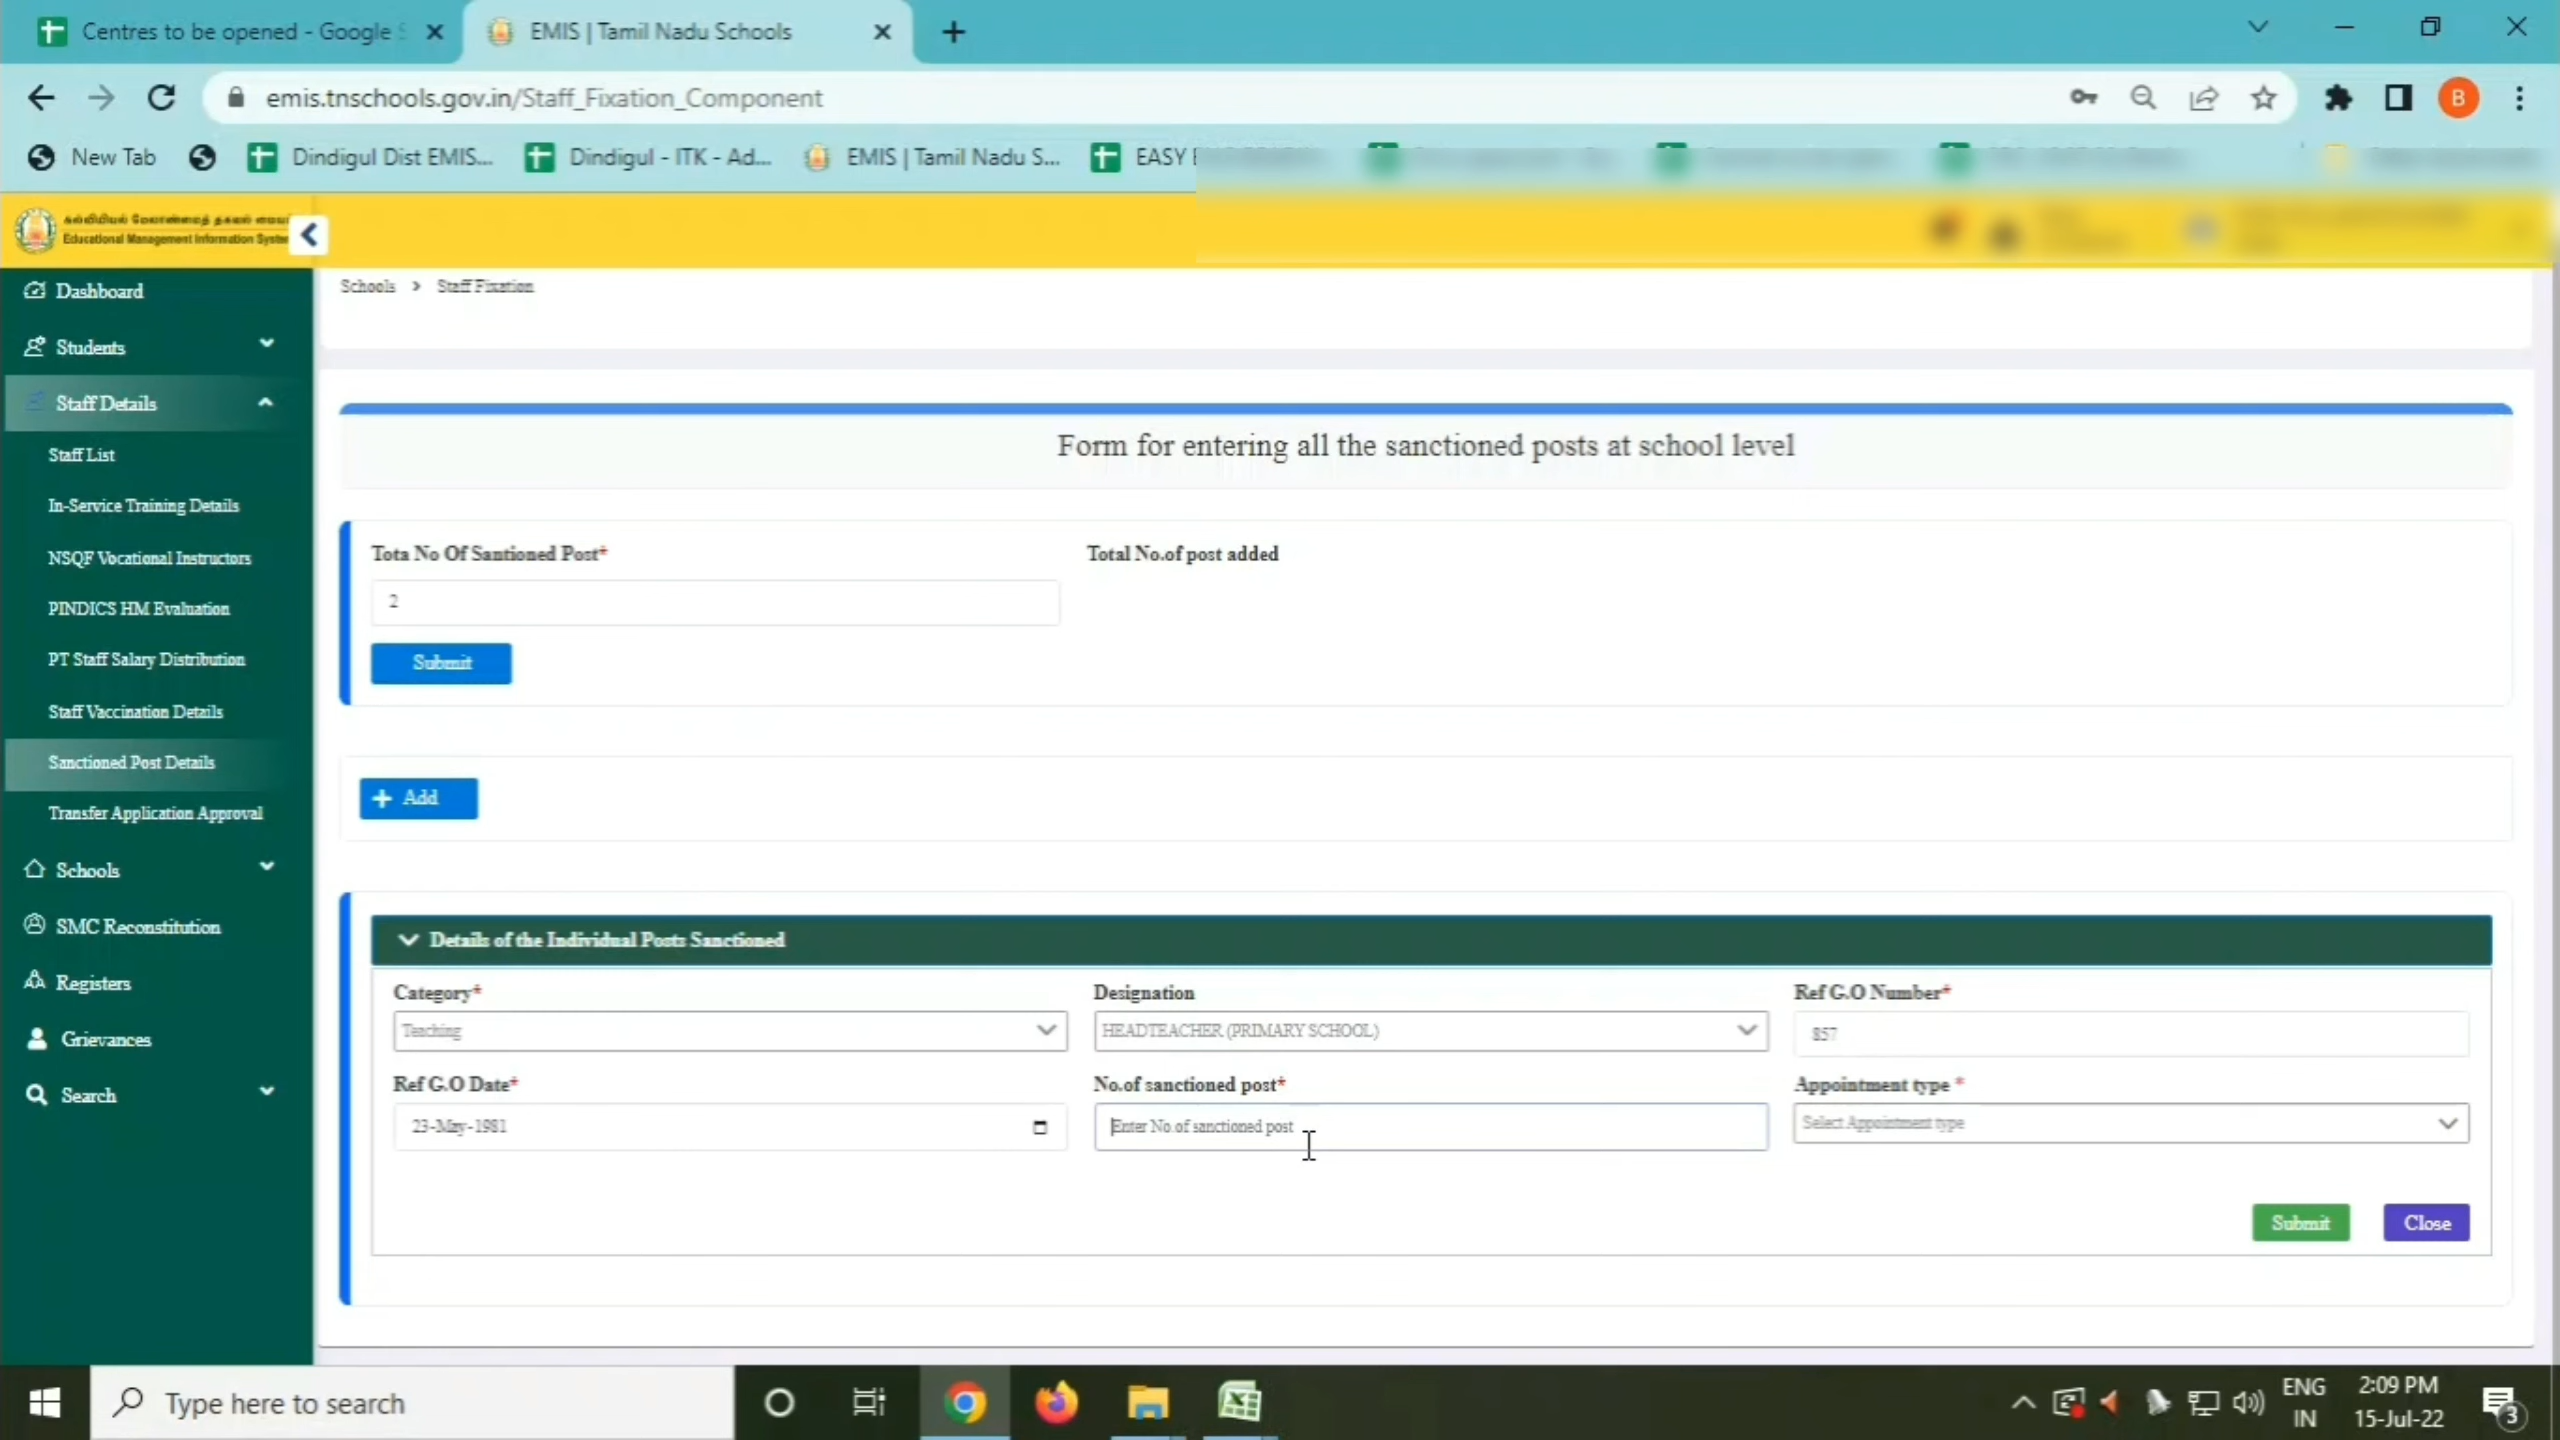 Centres to be opened - Google S
EMIS | Tamil Nadu Schools
emis.tnschools.gov.in/Staff_Fixation_Component
B
New Tab
Dindigul Dist EMIS...
Dindigul - ITK - Ad...
EMIS | Tamil Nadu S...
EASY
கல்வியியல் மேலாண்மைத் தகவல்
Educational Management Information System
Dashboard
Students
Staff Details
Staff List
In-Service Training Details
NSQF Vocational Instructors
PINDICS HM Evaluation
PT Staff Salary Distribution
Staff Vaccination Details
Sanctioned Post Details
Transfer Application Approval
Schools
SMC Reconstitution
Registers
Grievances
Search
Schools > Staff Fixation
Form for entering all the sanctioned posts at school level
Tota No Of Santioned Post*
Total No.of post added
2
Submit
+ Add
Details of the Individual Posts Sanctioned
Category*
Designation
Ref G.O Number*
Teaching
HEADTEACHER (PRIMARY SCHOOL)
857
Ref G.O Date*
No.of sanctioned post*
Appointment type *
23-May-1981
Enter No.of sanctioned post
Select Appointment type
Submit
Close
Type here to search
ENG
IN
2:09 PM
15-Jul-22
3